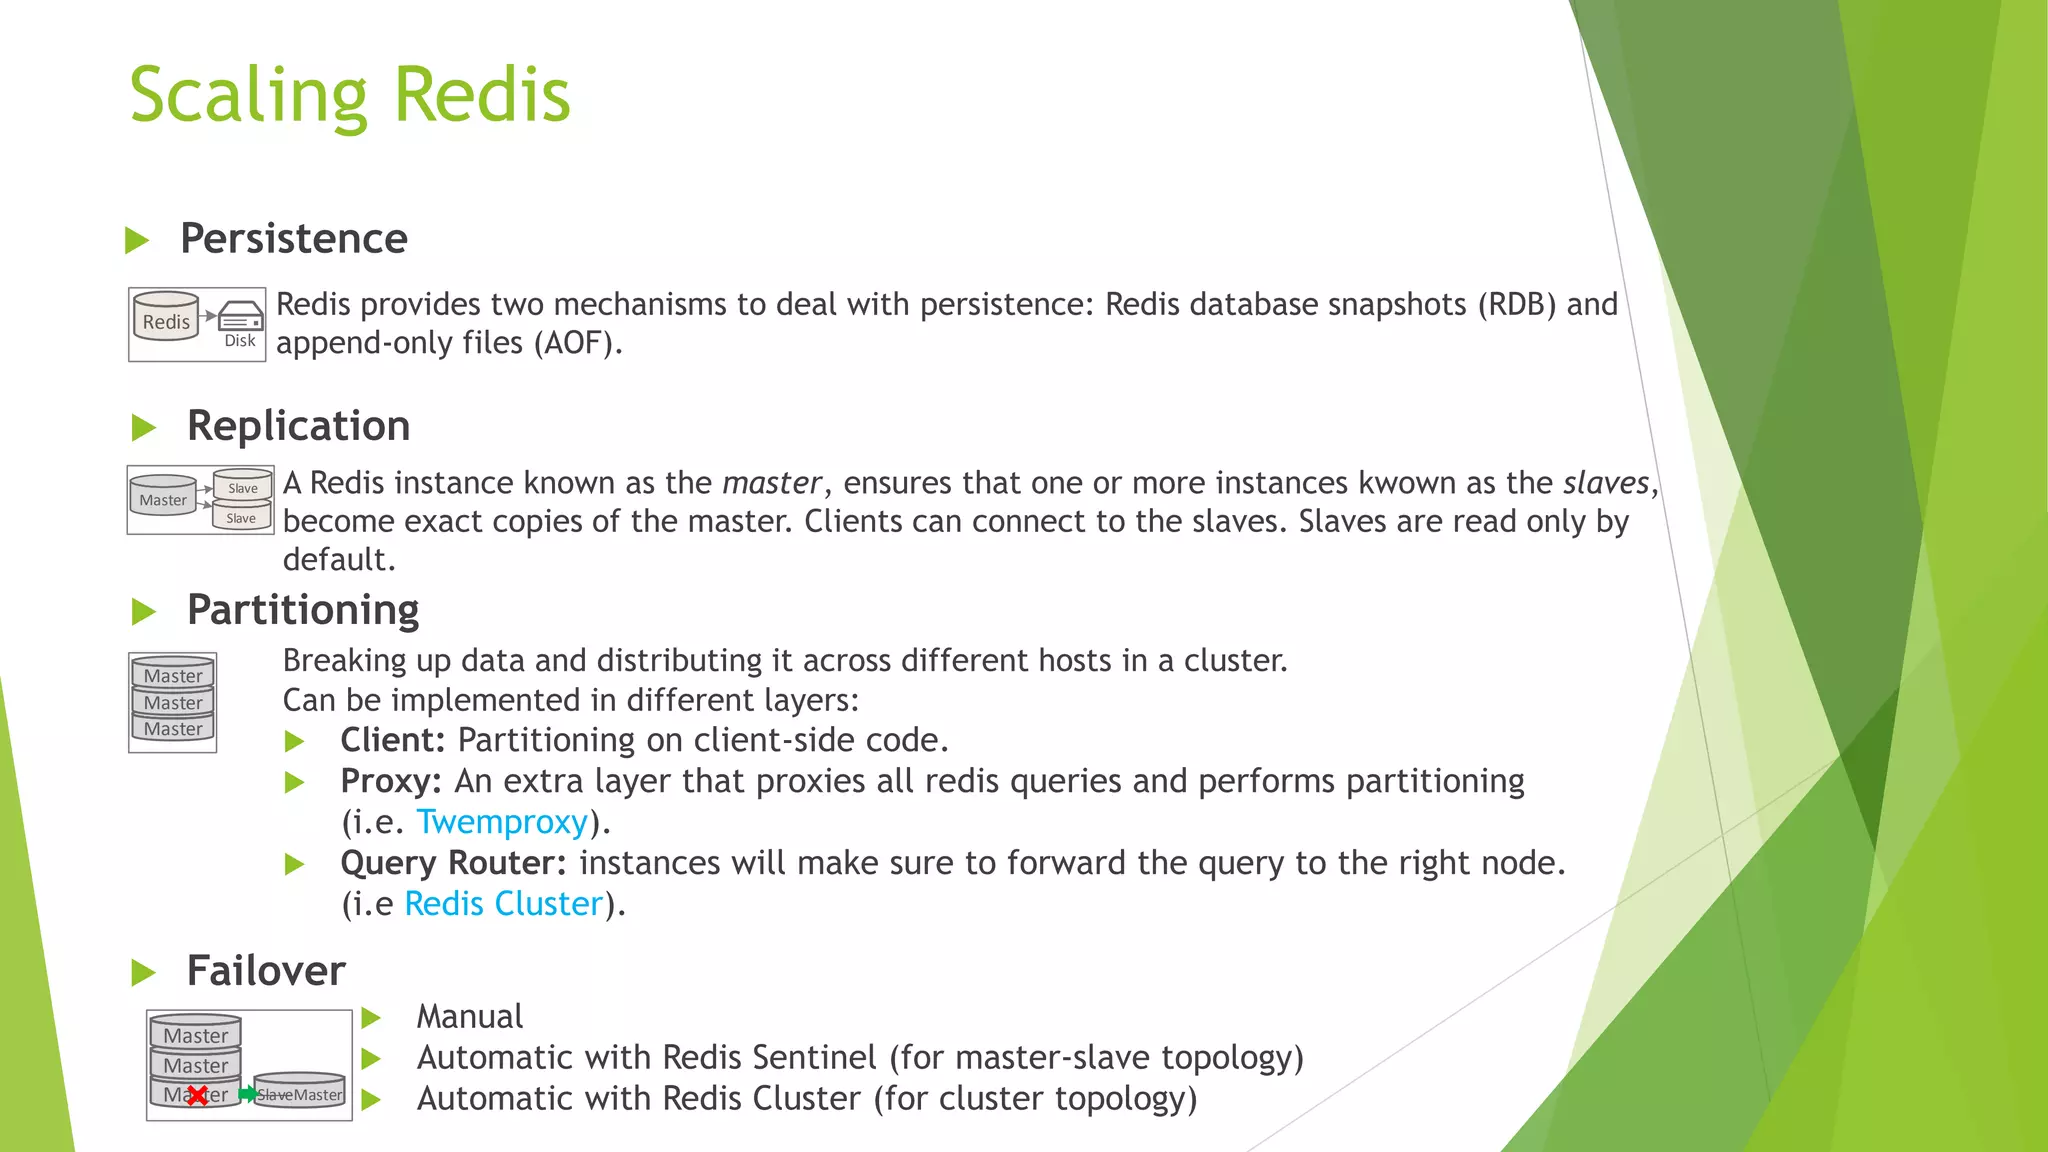 Scaling Redis
Persistence
Redis
Disk
Redis provides two mechanisms to deal with persistence: Redis database snapshots (RDB) and
append-only files (AOF).
Replication
Master
Slave
Slave
A Redis instance known as the master, ensures that one or more instances kwown as the slaves,
become exact copies of the master. Clients can connect to the slaves. Slaves are read only by
default.
Partitioning
Master
Master
Master
Breaking up data and distributing it across different hosts in a cluster.
Can be implemented in different layers:
Client: Partitioning on client-side code.
Proxy: An extra layer that proxies all redis queries and performs partitioning
(i.e. Twemproxy).
Query Router: instances will make sure to forward the query to the right node.
(i.e Redis Cluster).
Failover
Master
Master
Master
SlaveMaster
Manual
Automatic with Redis Sentinel (for master-slave topology)
Automatic with Redis Cluster (for cluster topology)